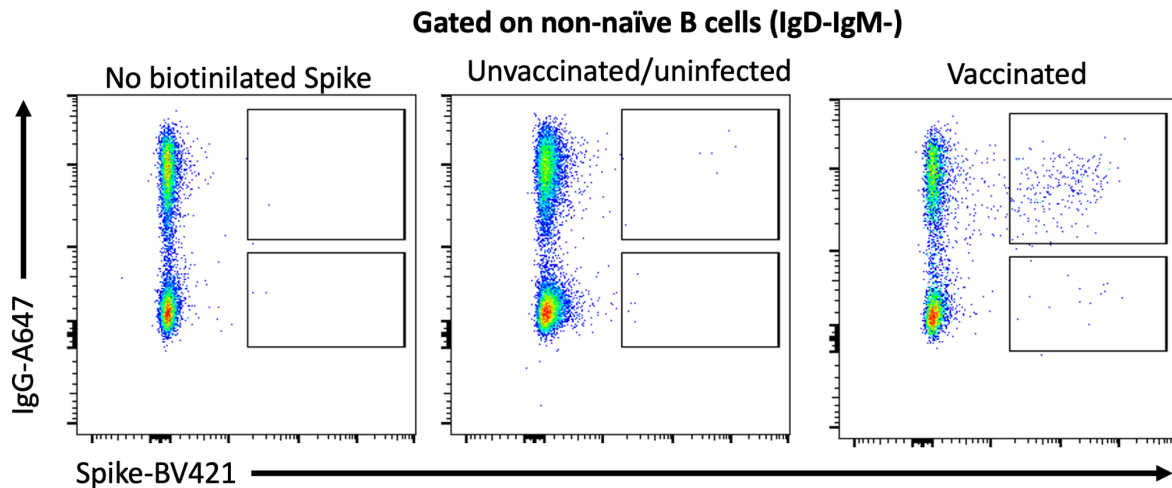 Gated on non-naïve B cells (IgD-IgM-)
No biotinilated Spike
Unvaccinated/uninfected
Vaccinated
IgG-A647
Spike-BV421